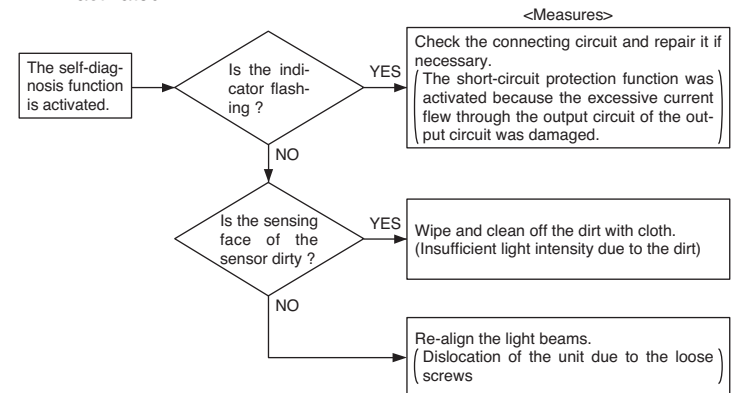 <Measures>
The self-diag-
nosis function
is activated.
Is the indi-
cator flash-
ing ?
YES
Check the connecting circuit and repair it if
necessary.
(The short-circuit protection function was
activated because the excessive current
flew through the output circuit of the out-
put circuit was damaged.)
NO
Is the sensing
face of the
sensor dirty ?
YES
Wipe and clean off the dirt with cloth.
(Insufficient light intensity due to the dirt)
NO
Re-align the light beams.
(Dislocation of the unit due to the loose
screws)